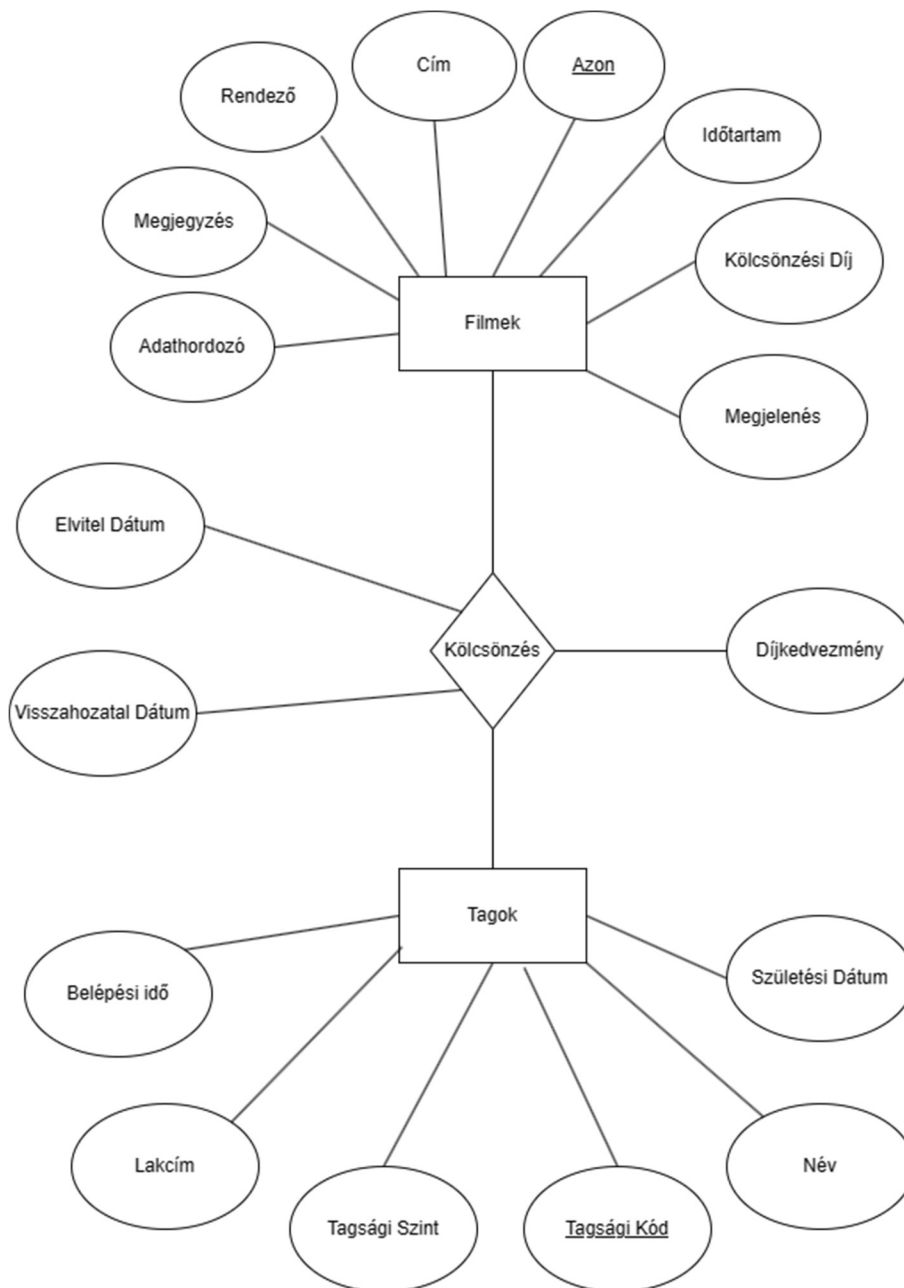 Cím
Azon
Rendező
Időtartam
Megjegyzés
Kölcsönzési Díj
Filmek
Adathordozó
Megjelenés
Elvitel Dátum
Kölcsönzés
Díjkedvezmény
Visszahozatal Dátum
Tagok
Belépési idő
Születési Dátum
Lakcím
Név
Tagsági Szint
Tagsági Kód